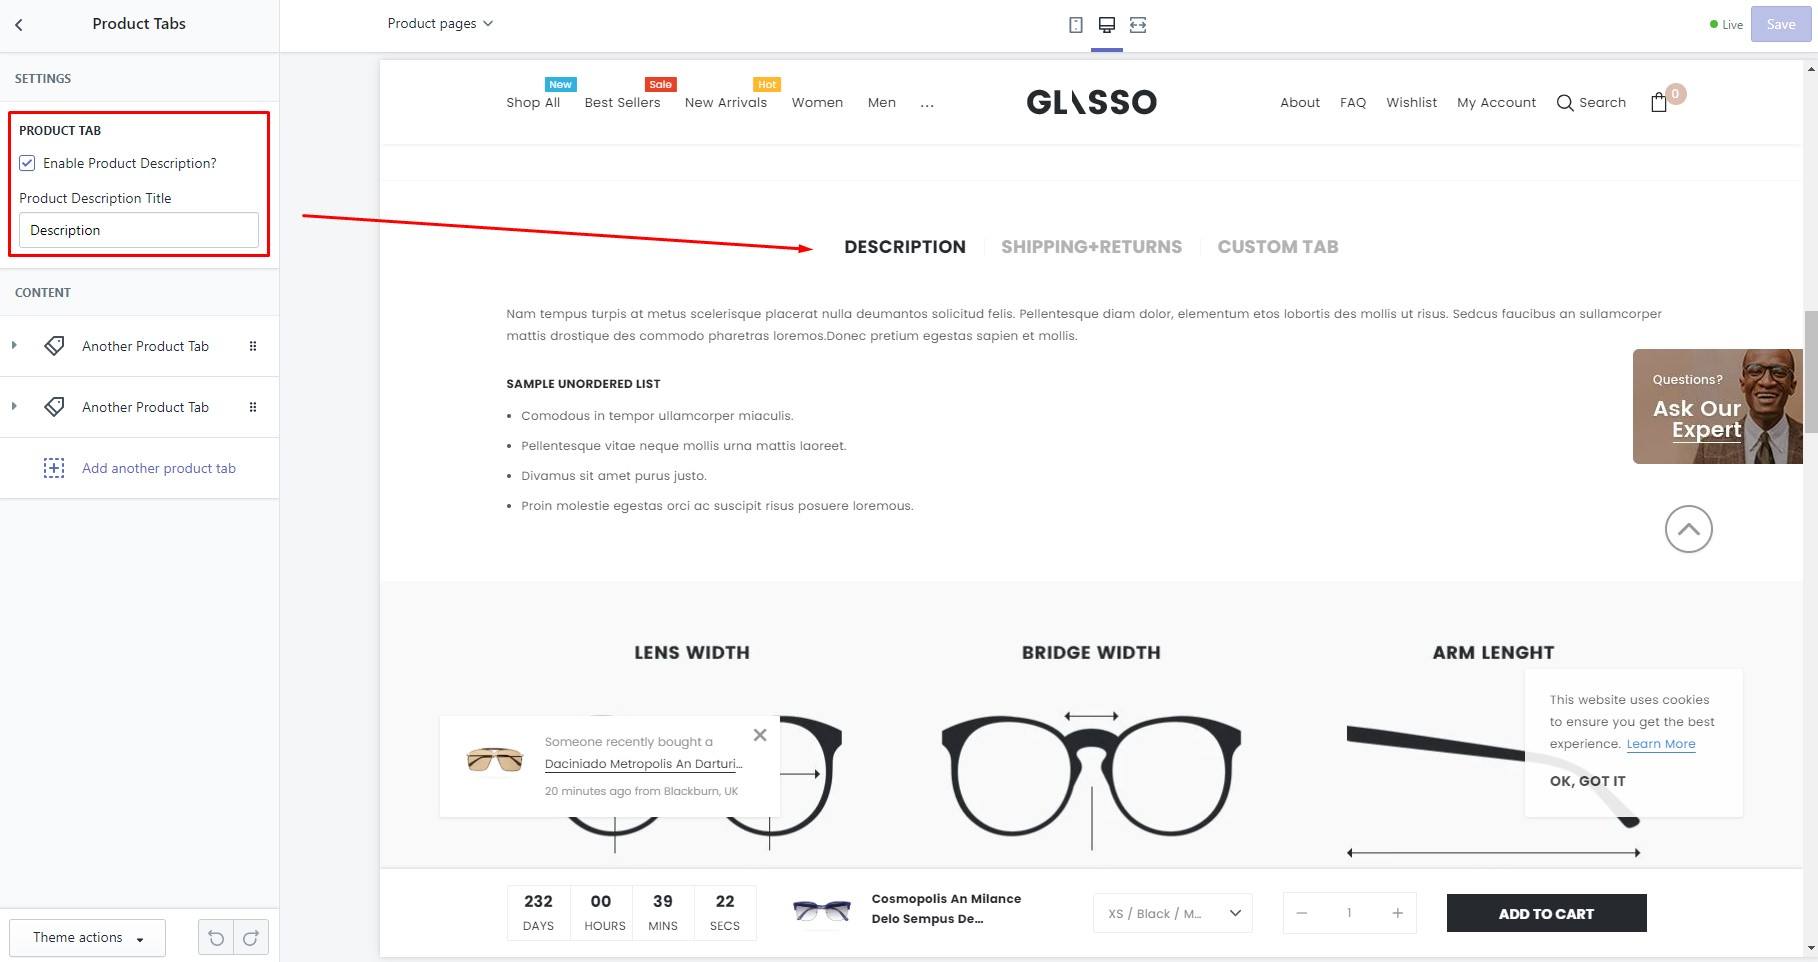 Product Tabs
Product pages
Live
Save
SETTINGS
PRODUCT TAB
Enable Product Description?
Product Description Title
Description
CONTENT
Another Product Tab
Another Product Tab
Add another product tab
Theme actions
New
Sale
Hot
Shop All
Best Sellers
New Arrivals
Women
Men
...
GLASSO
About
FAQ
Wishlist
My Account
Search
0
DESCRIPTION
SHIPPING+RETURNS
CUSTOM TAB
Nam tempus turpis at metus scelerisque placerat nulla deumantos solicitud felis. Pellentesque diam dolor, elementum etos lobortis des mollis ut risus. Sedcus faucibus an sullamcorper
mattis drostique des commodo pharetras loremos.Donec pretium egestas sapien et mollis.
SAMPLE UNORDERED LIST
• Comodous in tempor ullamcorper miaculis.
• Pellentesque vitae neque mollis urna mattis laoreet.
• Divamus sit amet purus justo.
• Proin molestie egestas orci ac suscipit risus posuere loremous.
Questions?
Ask Our
Expert
LENS WIDTH
BRIDGE WIDTH
ARM LENGHT
Someone recently bought a
Daciniado Metropolis An Darturi...
20 minutes ago from Blackburn, UK
This website uses cookies
to ensure you get the best
experience. Learn More
OK, GOT IT
232
DAYS
00
HOURS
39
MINS
22
SECS
Cosmopolis An Milance
Delo Sempus De...
XS / Black / M...
1
ADD TO CART